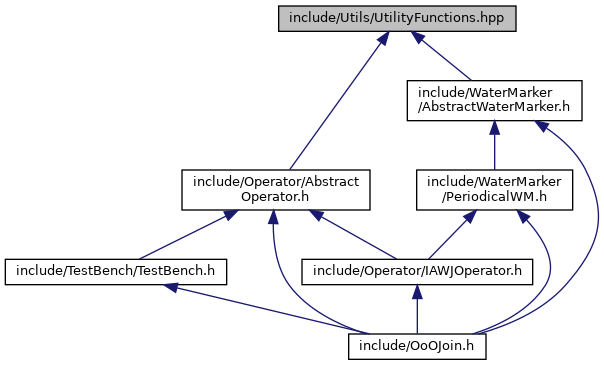 include/Utils/UtilityFunctions.hpp
include/WaterMarker
/AbstractWaterMarker.h
include/Operator/Abstract
Operator.h
include/WaterMarker
/PeriodicalWM.h
include/TestBench/TestBench.h
include/Operator/IAWJOperator.h
include/OoOJoin.h